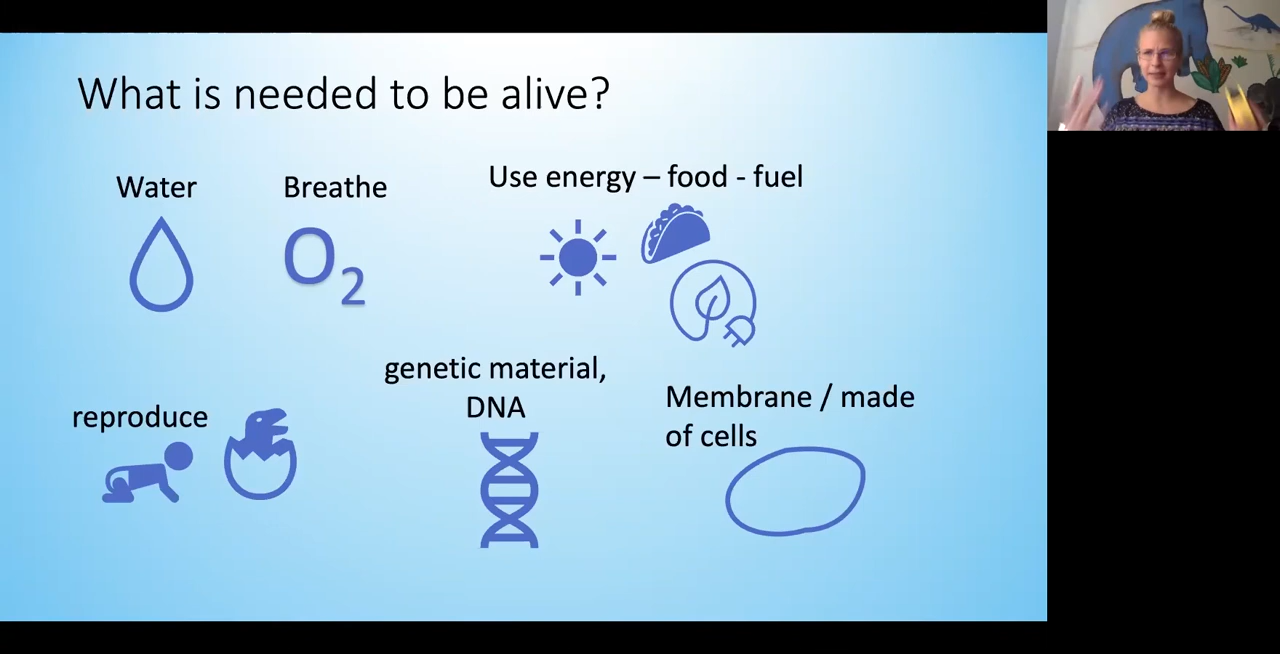 What is needed to be alive?
Water
Breathe
Use energy – food - fuel
O2
genetic material,
DNA
Membrane / made
of cells
reproduce